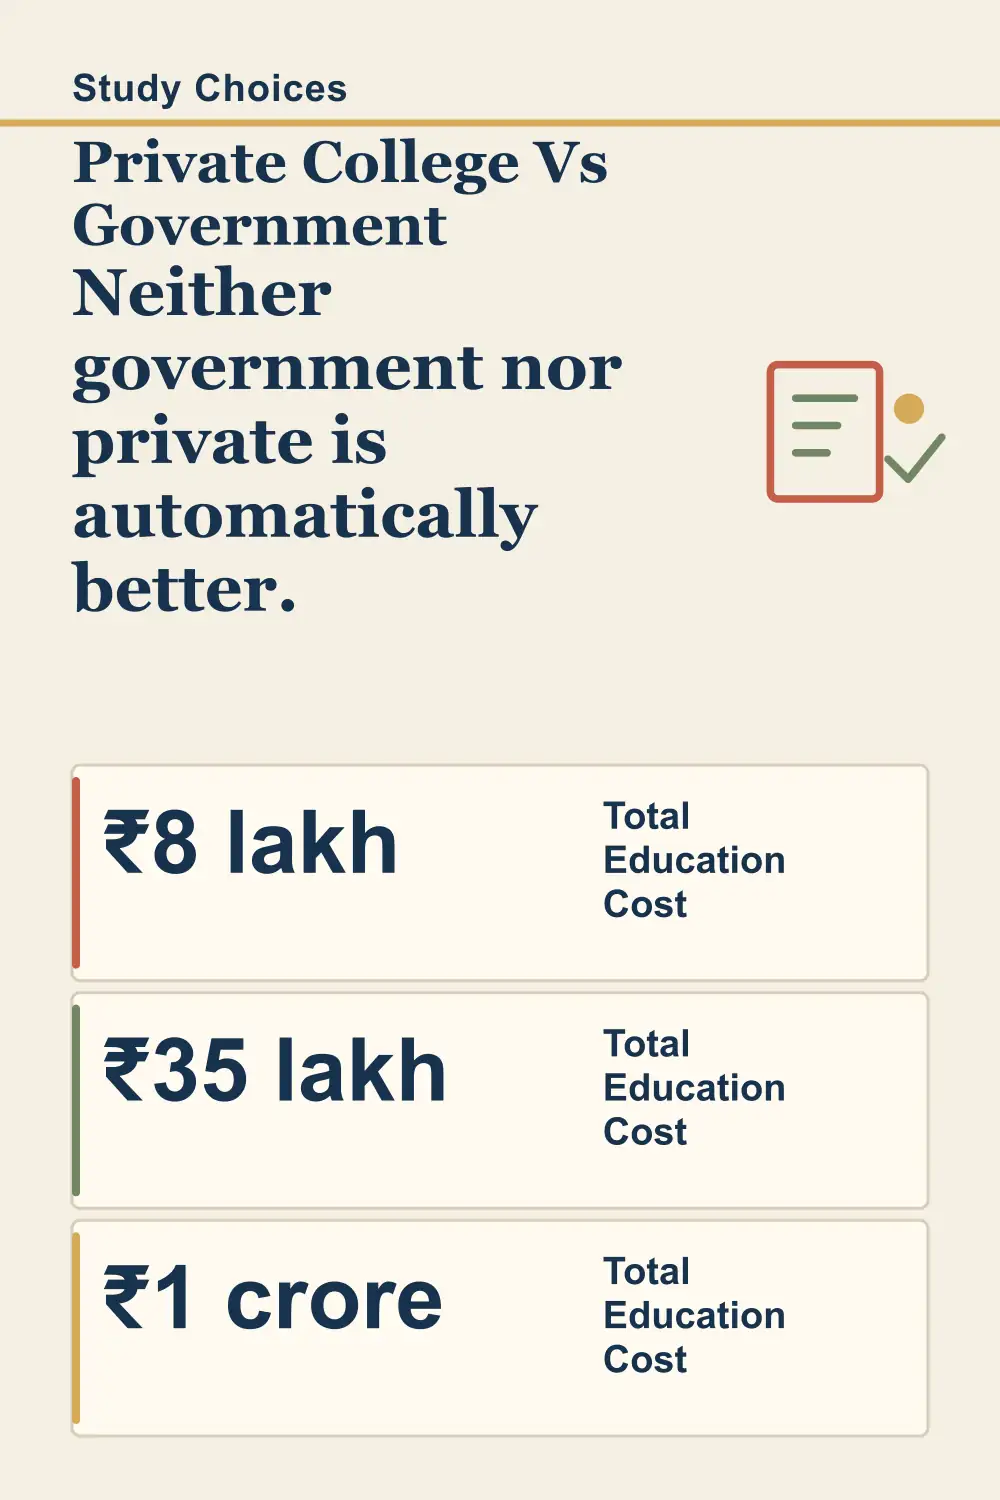 Study Choices
Private College Vs
Government
Neither
government nor
private is
automatically
better.
₹8 lakh
Total
Education
Cost
₹35 lakh
Total
Education
Cost
₹1 crore
Total
Education
Cost